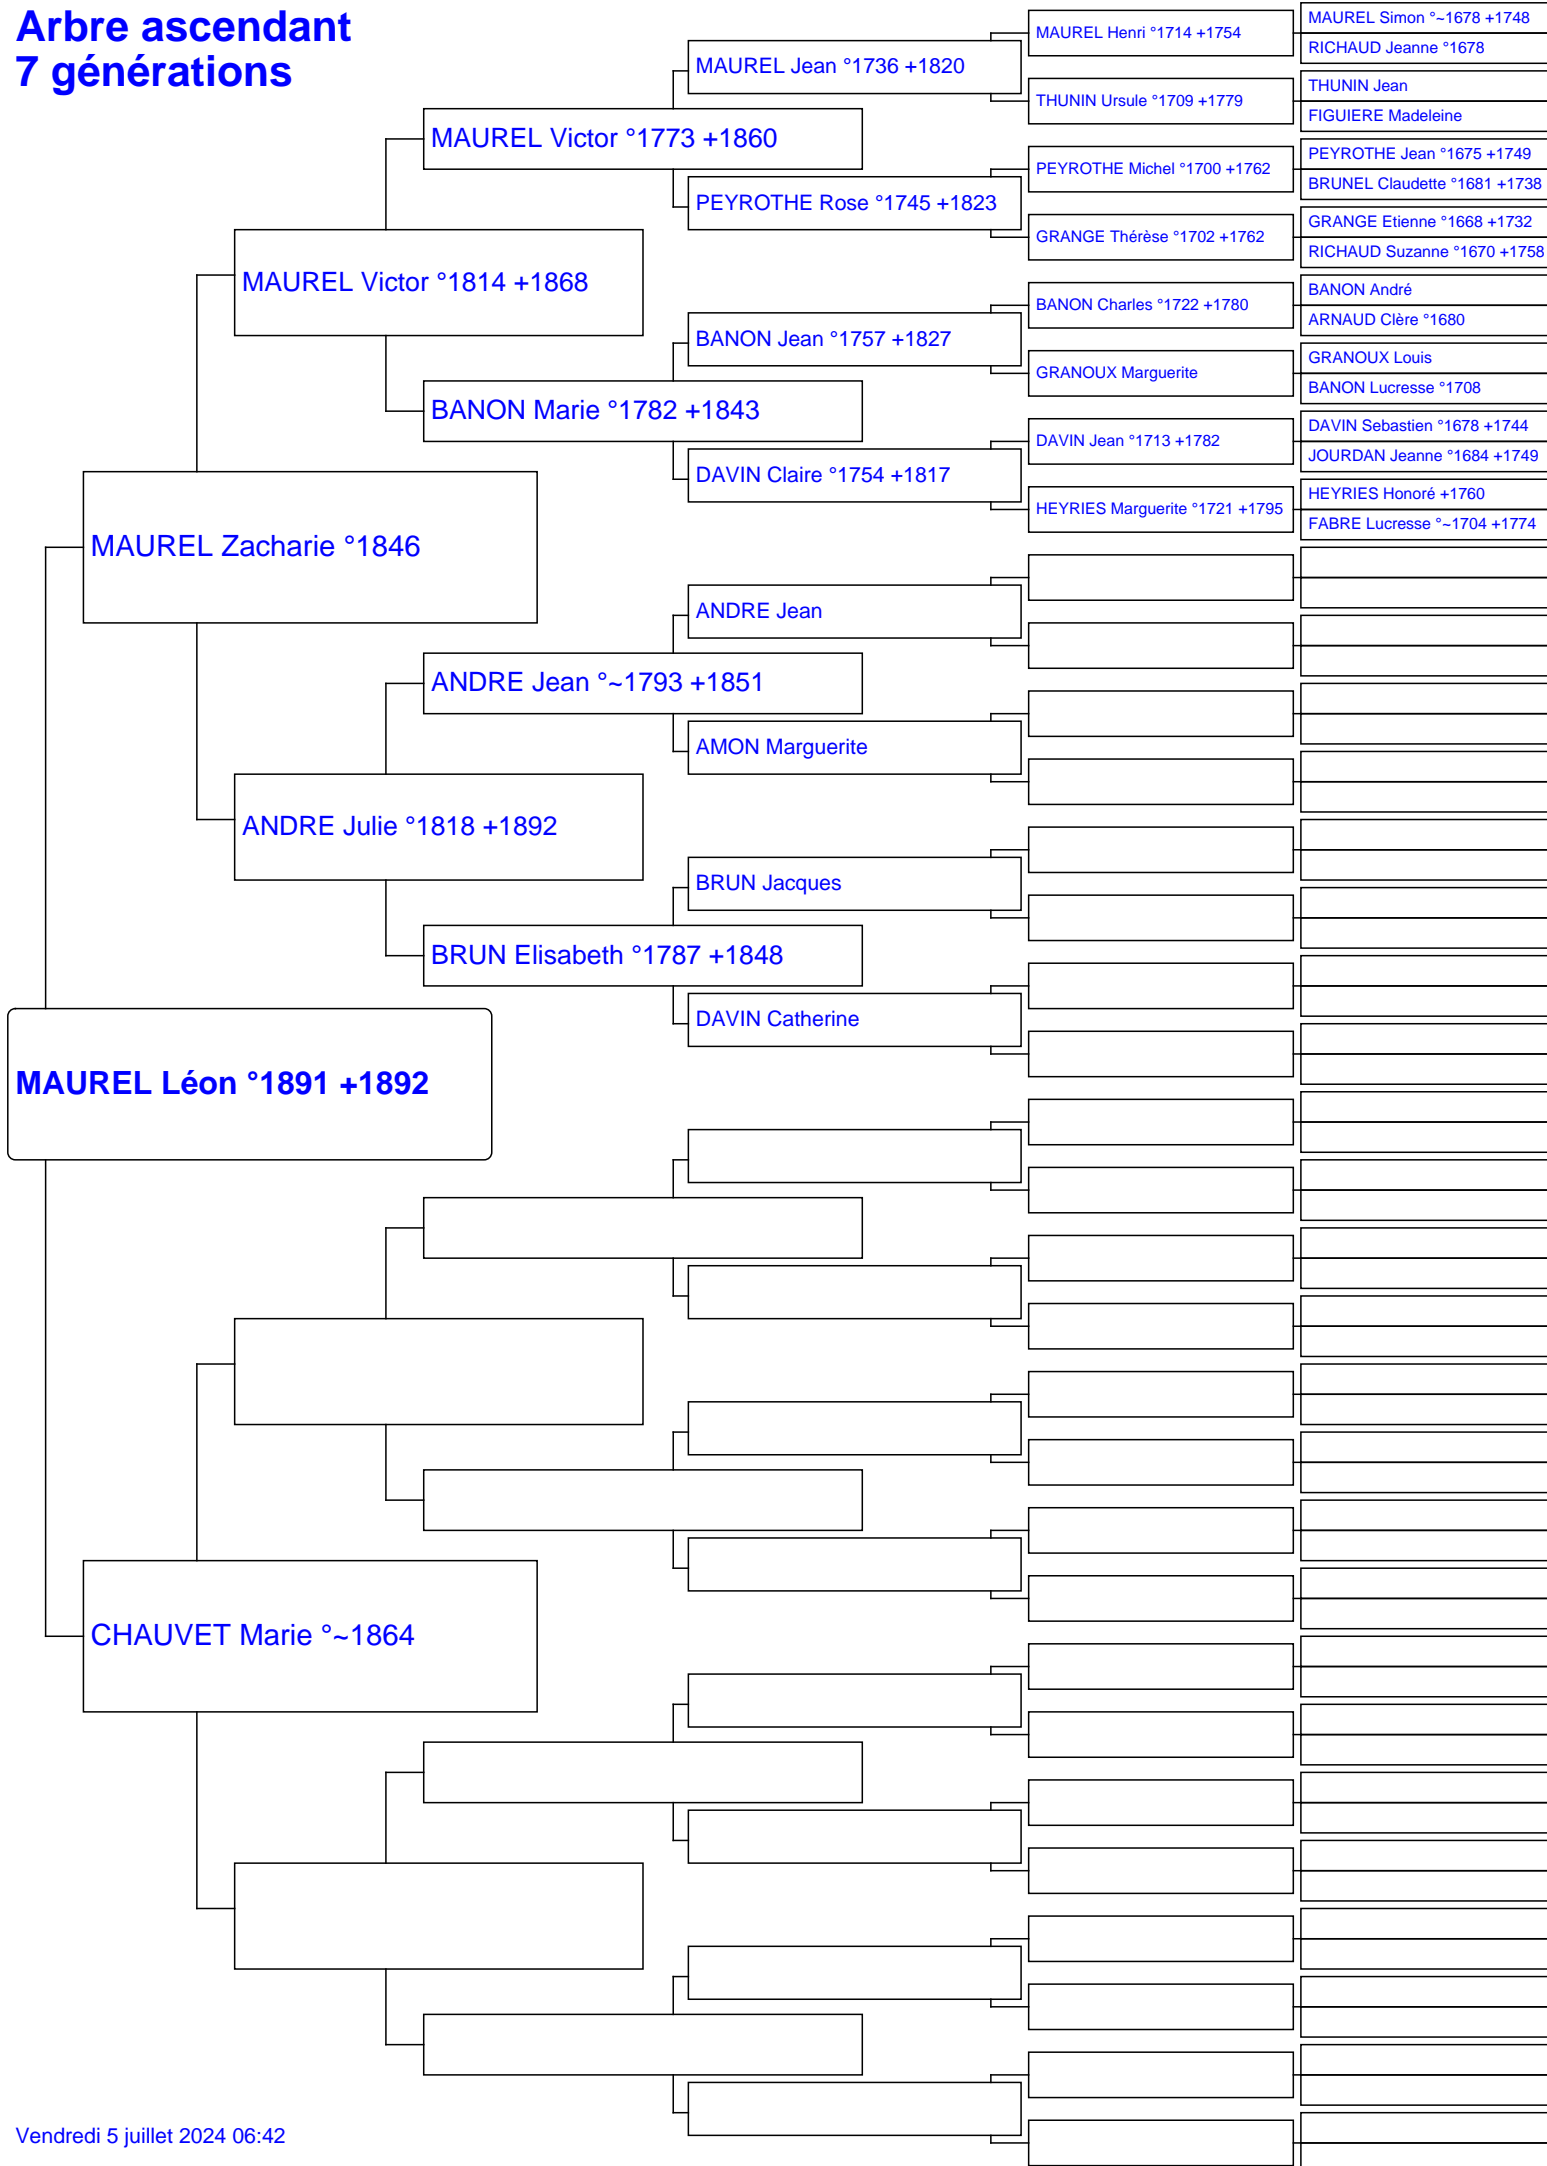 Arbre ascendant
7 générations
MAUREL Léon °1891 +1892
MAUREL Zacharie °1846
CHAUVET Marie °~1864
MAUREL Victor °1814 +1868
ANDRE Julie °1818 +1892
MAUREL Victor °1773 +1860
BANON Marie °1782 +1843
ANDRE Jean °~1793 +1851
BRUN Elisabeth °1787 +1848
MAUREL Jean °1736 +1820
PEYROTHE Rose °1745 +1823
BANON Jean °1757 +1827
DAVIN Claire °1754 +1817
ANDRE Jean
AMON Marguerite
BRUN Jacques
DAVIN Catherine
MAUREL Henri °1714 +1754
THUNIN Ursule °1709 +1779
PEYROTHE Michel °1700 +1762
GRANGE Thérèse °1702 +1762
BANON Charles °1722 +1780
GRANOUX Marguerite
DAVIN Jean °1713 +1782
HEYRIES Marguerite °1721 +1795
MAUREL Simon °~1678 +1748
RICHAUD Jeanne °1678
THUNIN Jean
FIGUIERE Madeleine
PEYROTHE Jean °1675 +1749
BRUNEL Claudette °1681 +1738
GRANGE Etienne °1668 +1732
RICHAUD Suzanne °1670 +1758
BANON André
ARNAUD Clère °1680
GRANOUX Louis
BANON Lucresse °1708
DAVIN Sebastien °1678 +1744
JOURDAN Jeanne °1684 +1749
HEYRIES Honoré +1760
FABRE Lucresse °~1704 +1774
Vendredi 5 juillet 2024 06:42